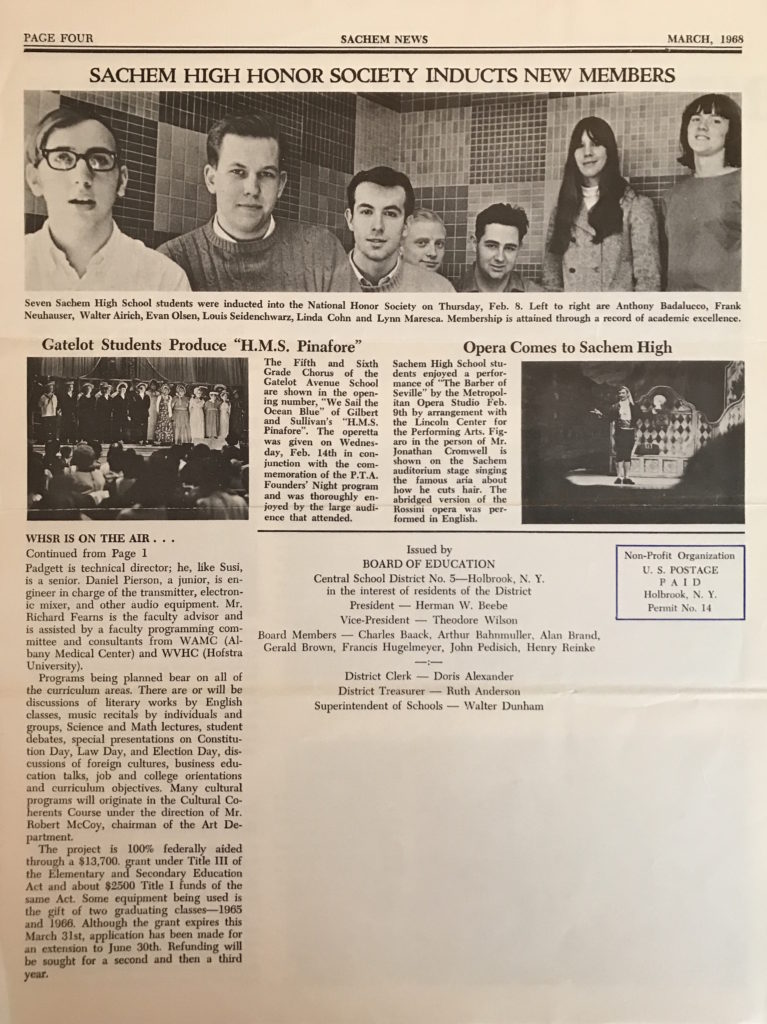 PAGE FOUR
SACHEM NEWS
MARCH, 1968
SACHEM HIGH HONOR SOCIETY INDUCTS NEW MEMBERS
Seven Sachem High School students were inducted into the National Honor Society on Thursday, Feb. 8. Left to right are Anthony Badalucco, Frank
Neuhauser, Walter Airich, Evan Olsen, Louis Seidenchwarz, Linda Cohn and Lynn Maresca. Membership is attained through a record of academic excellence.
Gatelot Students Produce "H.M.S. Pinafore"
The Fifth and Sixth
Grade Chorus of the
Gatelot Avenue School
are shown in the open-
ing number, "We Sail the
Ocean Blue" of Gilbert
and Sullivan's "H.M.S.
Pinafore". The operetta
was given on Wednes-
day, Feb. 14th in con-
junction with the com-
memoration of the P.T.A.
Founders' Night program
and was thoroughly en-
joyed by the large audi-
ence that attended.
Opera Comes to Sachem High
Sachem High School stu-
dents enjoyed a perfor-
mance of "The Barber of
Seville" by the Metropol-
itan Opera Studio Feb.
9th by arrangement with
the Lincoln Center for
the Performing Arts. Fig-
aro in the person of Mr.
Jonathan Cromwell is
shown on the Sachem
auditorium stage singing
the famous aria about
how he cuts hair. The
abridged version of the
Rossini opera was per-
formed in English.
WHSR IS ON THE AIR . . .
Continued from Page 1
Padgett is technical director; he, like Susi,
is a senior. Daniel Pierson, a junior, is en-
gineer in charge of the transmitter, electron-
ic mixer, and other audio equipment. Mr.
Richard Fearns is the faculty advisor and
is assisted by a faculty programming com-
mittee and consultants from WAMC (Al-
bany Medical Center) and WVHC (Hofstra
University).
Programs being planned bear on all of
the curriculum areas. There are or will be
discussions of literary works by English
classes, music recitals by individuals and
groups, Science and Math lectures, student
debates, special presentations on Constitu-
tion Day, Law Day, and Election Day, dis-
cussions of foreign cultures, business edu-
cation talks, job and college orientations
and curriculum objectives. Many cultural
programs will originate in the Cultural Co-
herents Course under the direction of Mr.
Robert McCoy, chairman of the Art De-
partment.
The project is 100% federally aided
through a $13,700. grant under Title III of
the Elementary and Secondary Education
Act and about $2500 Title I funds of the
same Act. Some equipment being used is
the gift of two graduating classes—1965
and 1966. Although the grant expires this
March 31st, application has been made for
an extension to June 30th. Refunding will
be sought for a second and then a third
year.
Issued by
BOARD OF EDUCATION
Central School District No. 5—Holbrook, N. Y.
in the interest of residents of the District
President — Herman W. Beebe
Vice-President — Theodore Wilson
Board Members — Charles Baack, Arthur Bahnmuller, Alan Brand,
Gerald Brown, Francis Hugelmeyer, John Pedisich, Henry Reinke
—:—
District Clerk — Doris Alexander
District Treasurer — Ruth Anderson
Superintendent of Schools — Walter Dunham
Non-Profit Organization
U. S. POSTAGE
P A I D
Holbrook, N. Y.
Permit No. 14